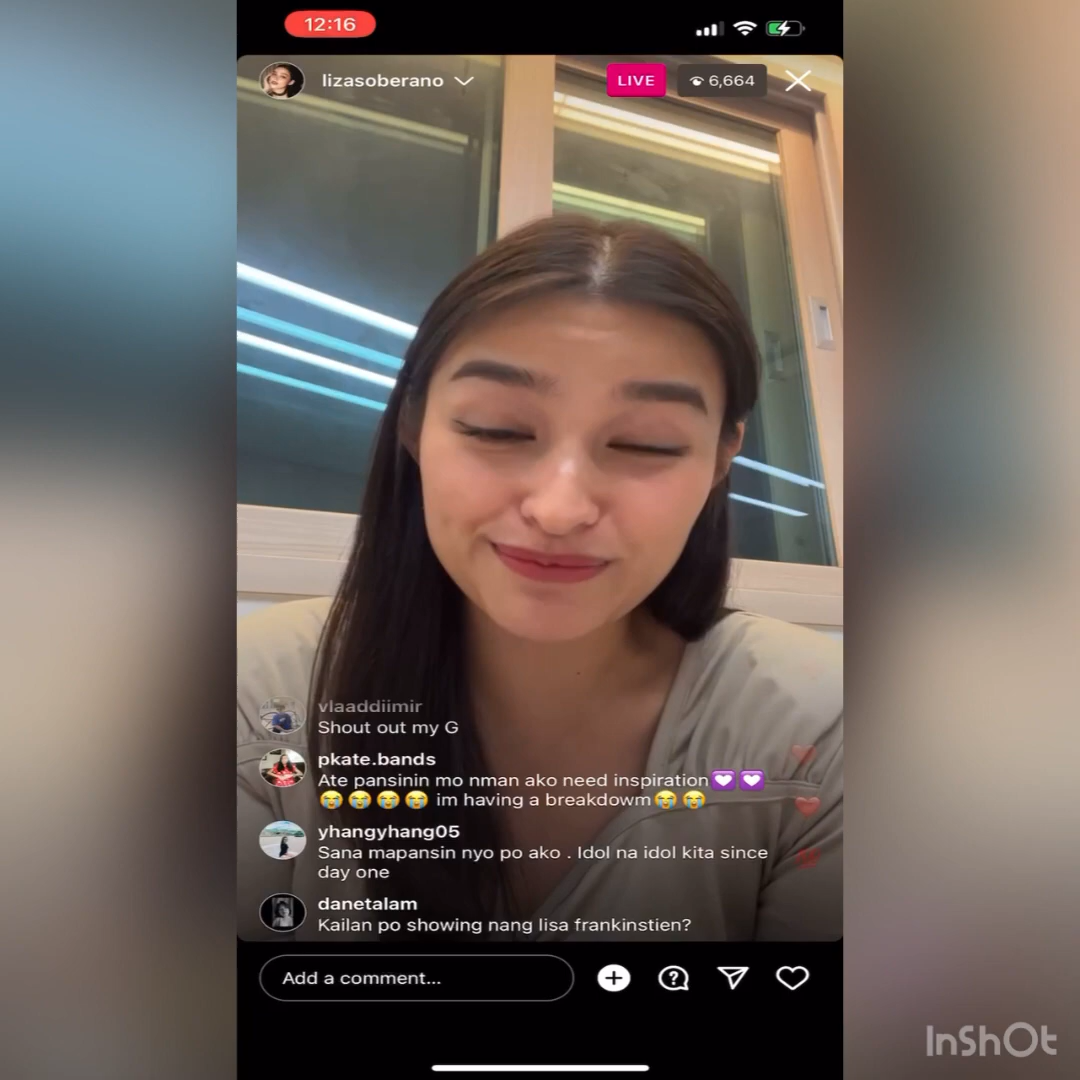 12:16
lizasoberano
LIVE
6,664
vlaaddiimir
Shout out my G
pkate.bands
Ate pansinin mo nman ako need inspiration💟💟
😭😭😭😭 im having a breakdowm😭😭
yhangyhang05
Sana mapansin nyo po ako . Idol na idol kita since
day one
danetalam
Kailan po showing nang lisa frankinstien?
Add a comment...
InShOt